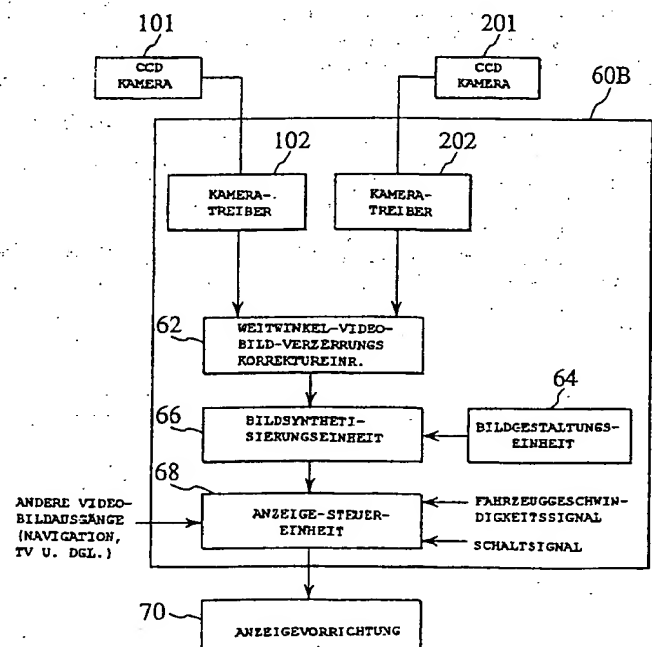 101
201
CCD
KAMERA
CCD
KAMERA
60B
102
202
KAMERA-
TREIBER
KAMERA-
TREIBER
62
WEITWINKEL-VIDEO-
BILD-VERZERRUNGS
KORREKTUREINR.
64
66
BILDSYNTHETI-
SIERUNGSEINHEIT
BILDGESTALTUNGS-
EINHEIT
68
ANDERE VIDEO-
BILDAUSGÄNGE
(NAVIGATION,
TV U. DGL.)
ANZEIGE-STEUER-
EINHEIT
FAHRZEUGGESCHWIN-
DIGKEITSSIGNAL
SCHALTSIGNAL
70
ANZEIGEVORRICHTUNG